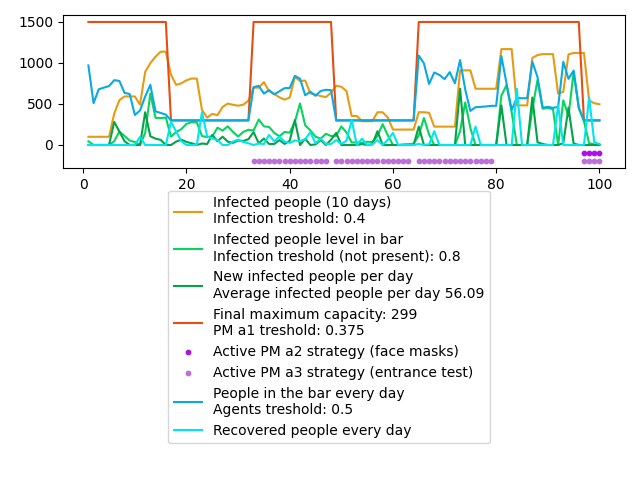 1500
1000
500
0
0
20
40
60
80
100
Infected people (10 days)
Infection treshold: 0.4
Infected people level in bar
Infection treshold (not present): 0.8
New infected people per day
Average infected people per day 56.09
Final maximum capacity: 299
PM a1 treshold: 0.375
Active PM a2 strategy (face masks)
Active PM a3 strategy (entrance test)
People in the bar every day
Agents treshold: 0.5
Recovered people every day